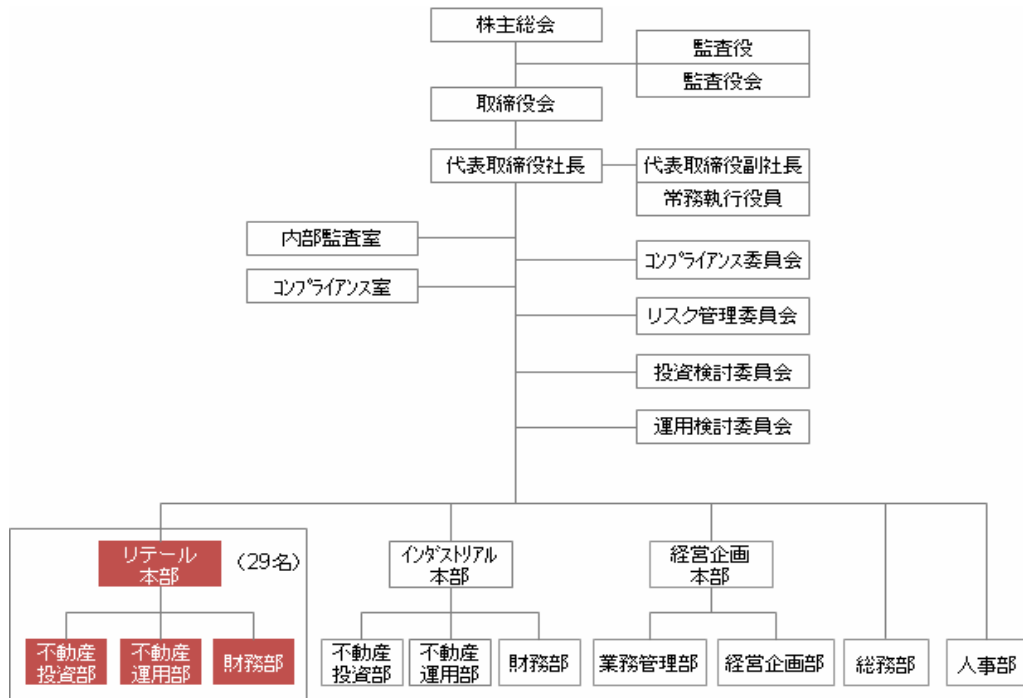 株主総会
監査役
監査役会
取締役会
代表取締役社長
代表取締役副社長
常務執行役員
内部監査室
コンプライアンス委員会
コンプライアンス室
リスク管理委員会
投資検討委員会
運用検討委員会
リテール
本部
(29名)
インダストリアル
本部
経営企画
本部
不動産
投資部
不動産
運用部
財務部
不動産
投資部
不動産
運用部
財務部
業務管理部
経営企画部
総務部
人事部